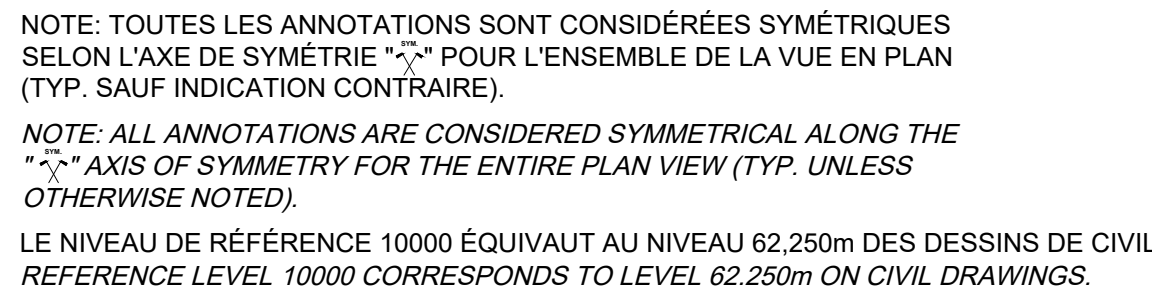 NOTE: TOUTES LES ANNOTATIONS SONT CONSIDÉRÉES SYMÉTRIQUES
SELON L'AXE DE SYMÉTRIE "SYM." POUR L'ENSEMBLE DE LA VUE EN PLAN
(TYP. SAUF INDICATION CONTRAIRE).
NOTE: ALL ANNOTATIONS ARE CONSIDERED SYMMETRICAL ALONG THE
"SYM." AXIS OF SYMMETRY FOR THE ENTIRE PLAN VIEW (TYP. UNLESS
OTHERWISE NOTED).
LE NIVEAU DE RÉFÉRENCE 10000 ÉQUIVAUT AU NIVEAU 62,250m DES DESSINS DE CIVIL
REFERENCE LEVEL 10000 CORRESPONDS TO LEVEL 62.250m ON CIVIL DRAWINGS.